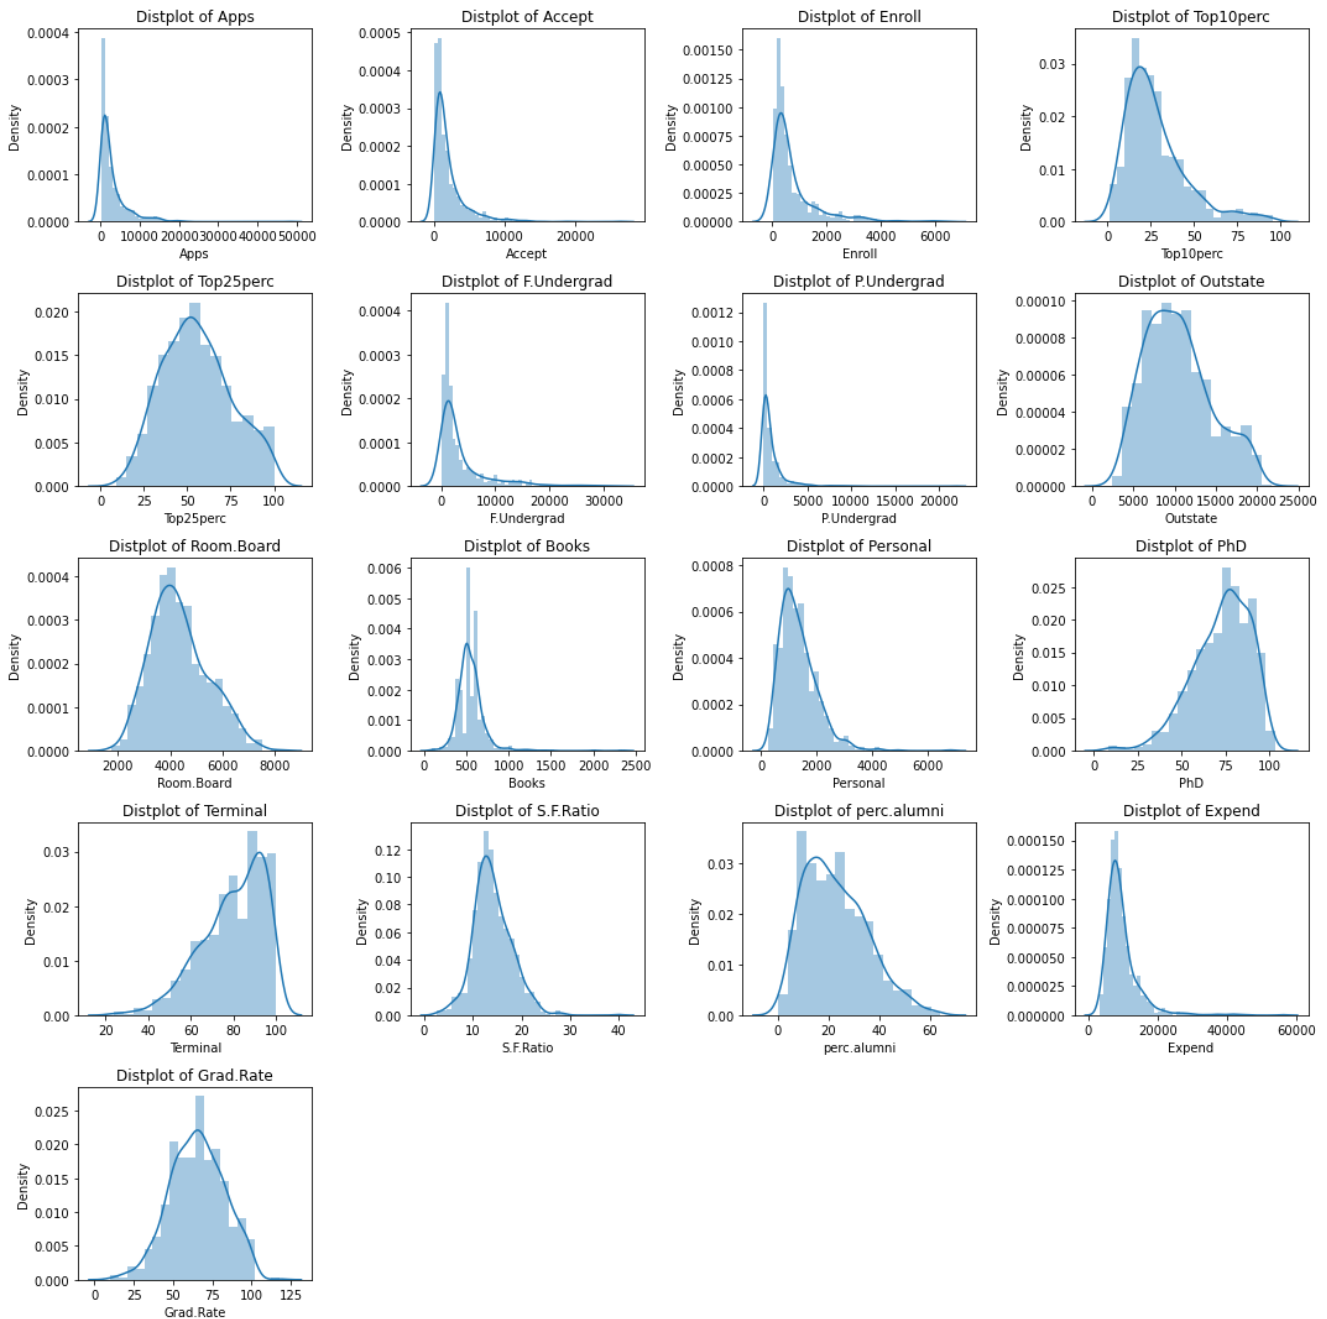 Distplot of Apps
0.0004
0.0003
0.0002
0.0001
0.0000
Density
0 10000 20000 30000 40000 50000
Apps
Distplot of Accept
0.0005
0.0004
0.0003
0.0002
0.0001
0.0000
Density
0 10000 20000
Accept
Distplot of Enroll
0.00150
0.00125
0.00100
0.00075
0.00050
0.00025
0.00000
Density
0 2000 4000 6000
Enroll
Distplot of Top10perc
0.03
0.02
0.01
0.00
Density
0 25 50 75 100
Top10perc
Distplot of Top25perc
0.020
0.015
0.010
0.005
0.000
Density
0 25 50 75 100
Top25perc
Distplot of F.Undergrad
0.0004
0.0003
0.0002
0.0001
0.0000
Density
0 10000 20000 30000
F.Undergrad
Distplot of P.Undergrad
0.0012
0.0010
0.0008
0.0006
0.0004
0.0002
0.0000
Density
0 5000 10000 15000 20000
P.Undergrad
Distplot of Outstate
0.00010
0.00008
0.00006
0.00004
0.00002
0.00000
Density
0 5000 10000 15000 20000 25000
Outstate
Distplot of Room.Board
0.0004
0.0003
0.0002
0.0001
0.0000
Density
2000 4000 6000 8000
Room.Board
Distplot of Books
0.006
0.005
0.004
0.003
0.002
0.001
0.000
Density
0 500 1000 1500 2000 2500
Books
Distplot of Personal
0.0008
0.0006
0.0004
0.0002
0.0000
Density
0 2000 4000 6000
Personal
Distplot of PhD
0.025
0.020
0.015
0.010
0.005
0.000
Density
0 25 50 75 100
PhD
Distplot of Terminal
0.03
0.02
0.01
0.00
Density
20 40 60 80 100
Terminal
Distplot of S.F.Ratio
0.12
0.10
0.08
0.06
0.04
0.02
0.00
Density
0 10 20 30 40
S.F.Ratio
Distplot of perc.alumni
0.03
0.02
0.01
0.00
Density
0 20 40 60
perc.alumni
Distplot of Expend
0.000150
0.000125
0.000100
0.000075
0.000050
0.000025
0.000000
Density
0 20000 40000 60000
Expend
Distplot of Grad.Rate
0.025
0.020
0.015
0.010
0.005
0.000
Density
0 25 50 75 100 125
Grad.Rate